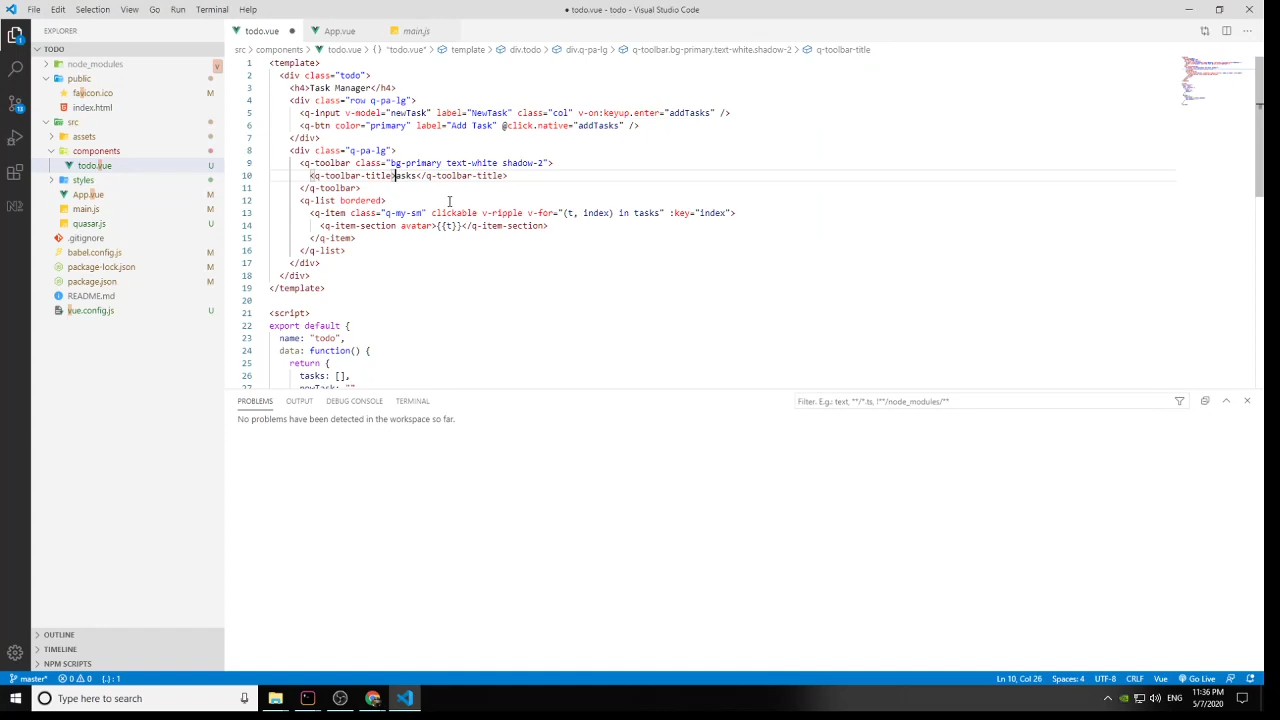 File Edit Selection View Go Run Terminal Help
● todo.vue - todo - Visual Studio Code
EXPLORER
TODO
node_modules
public
favicon.ico M
index.html
src
assets
components
todo.vue U
styles
App.vue M
main.js M
quasar.js U
.gitignore
babel.config.js M
package-lock.json M
package.json M
README.md
vue.config.js U
OUTLINE
TIMELINE
NPM SCRIPTS
todo.vue ● App.vue JS main.js
src > components > todo.vue > {} "todo.vue" > template > div.todo > div.q-pa-lg > q-toolbar.bg-primary.text-white.shadow-2 > q-toolbar-title
1 <template>
2 <div class="todo">
3 <h4>Task Manager</h4>
4 <div class="row q-pa-lg">
5 <q-input v-model="newTask" label="NewTask" class="col" v-on:keyup.enter="addTasks" />
6 <q-btn color="primary" label="Add Task" @click.native="addTasks" />
7 </div>
8 <div class="q-pa-lg">
9 <q-toolbar class="bg-primary text-white shadow-2">
10 <q-toolbar-title>asks</q-toolbar-title>
11 </q-toolbar>
12 <q-list bordered>
13 <q-item class="q-my-sm" clickable v-ripple v-for="(t, index) in tasks" :key="index">
14 <q-item-section avatar>{{t}}</q-item-section>
15 </q-item>
16 </q-list>
17 </div>
18 </div>
19 </template>
20
21 <script>
22 export default {
23 name: "todo",
24 data: function() {
25 return {
26 tasks: [],
27 newTask: ""
PROBLEMS OUTPUT DEBUG CONSOLE TERMINAL
Filter. E.g.: text, **/*.ts, !**/node_modules/**
No problems have been detected in the workspace so far.
master* 0 0 {..} : 1
Ln 10, Col 26 Spaces: 4 UTF-8 CRLF Vue Go Live
Type here to search
ENG
11:36 PM
5/7/2020